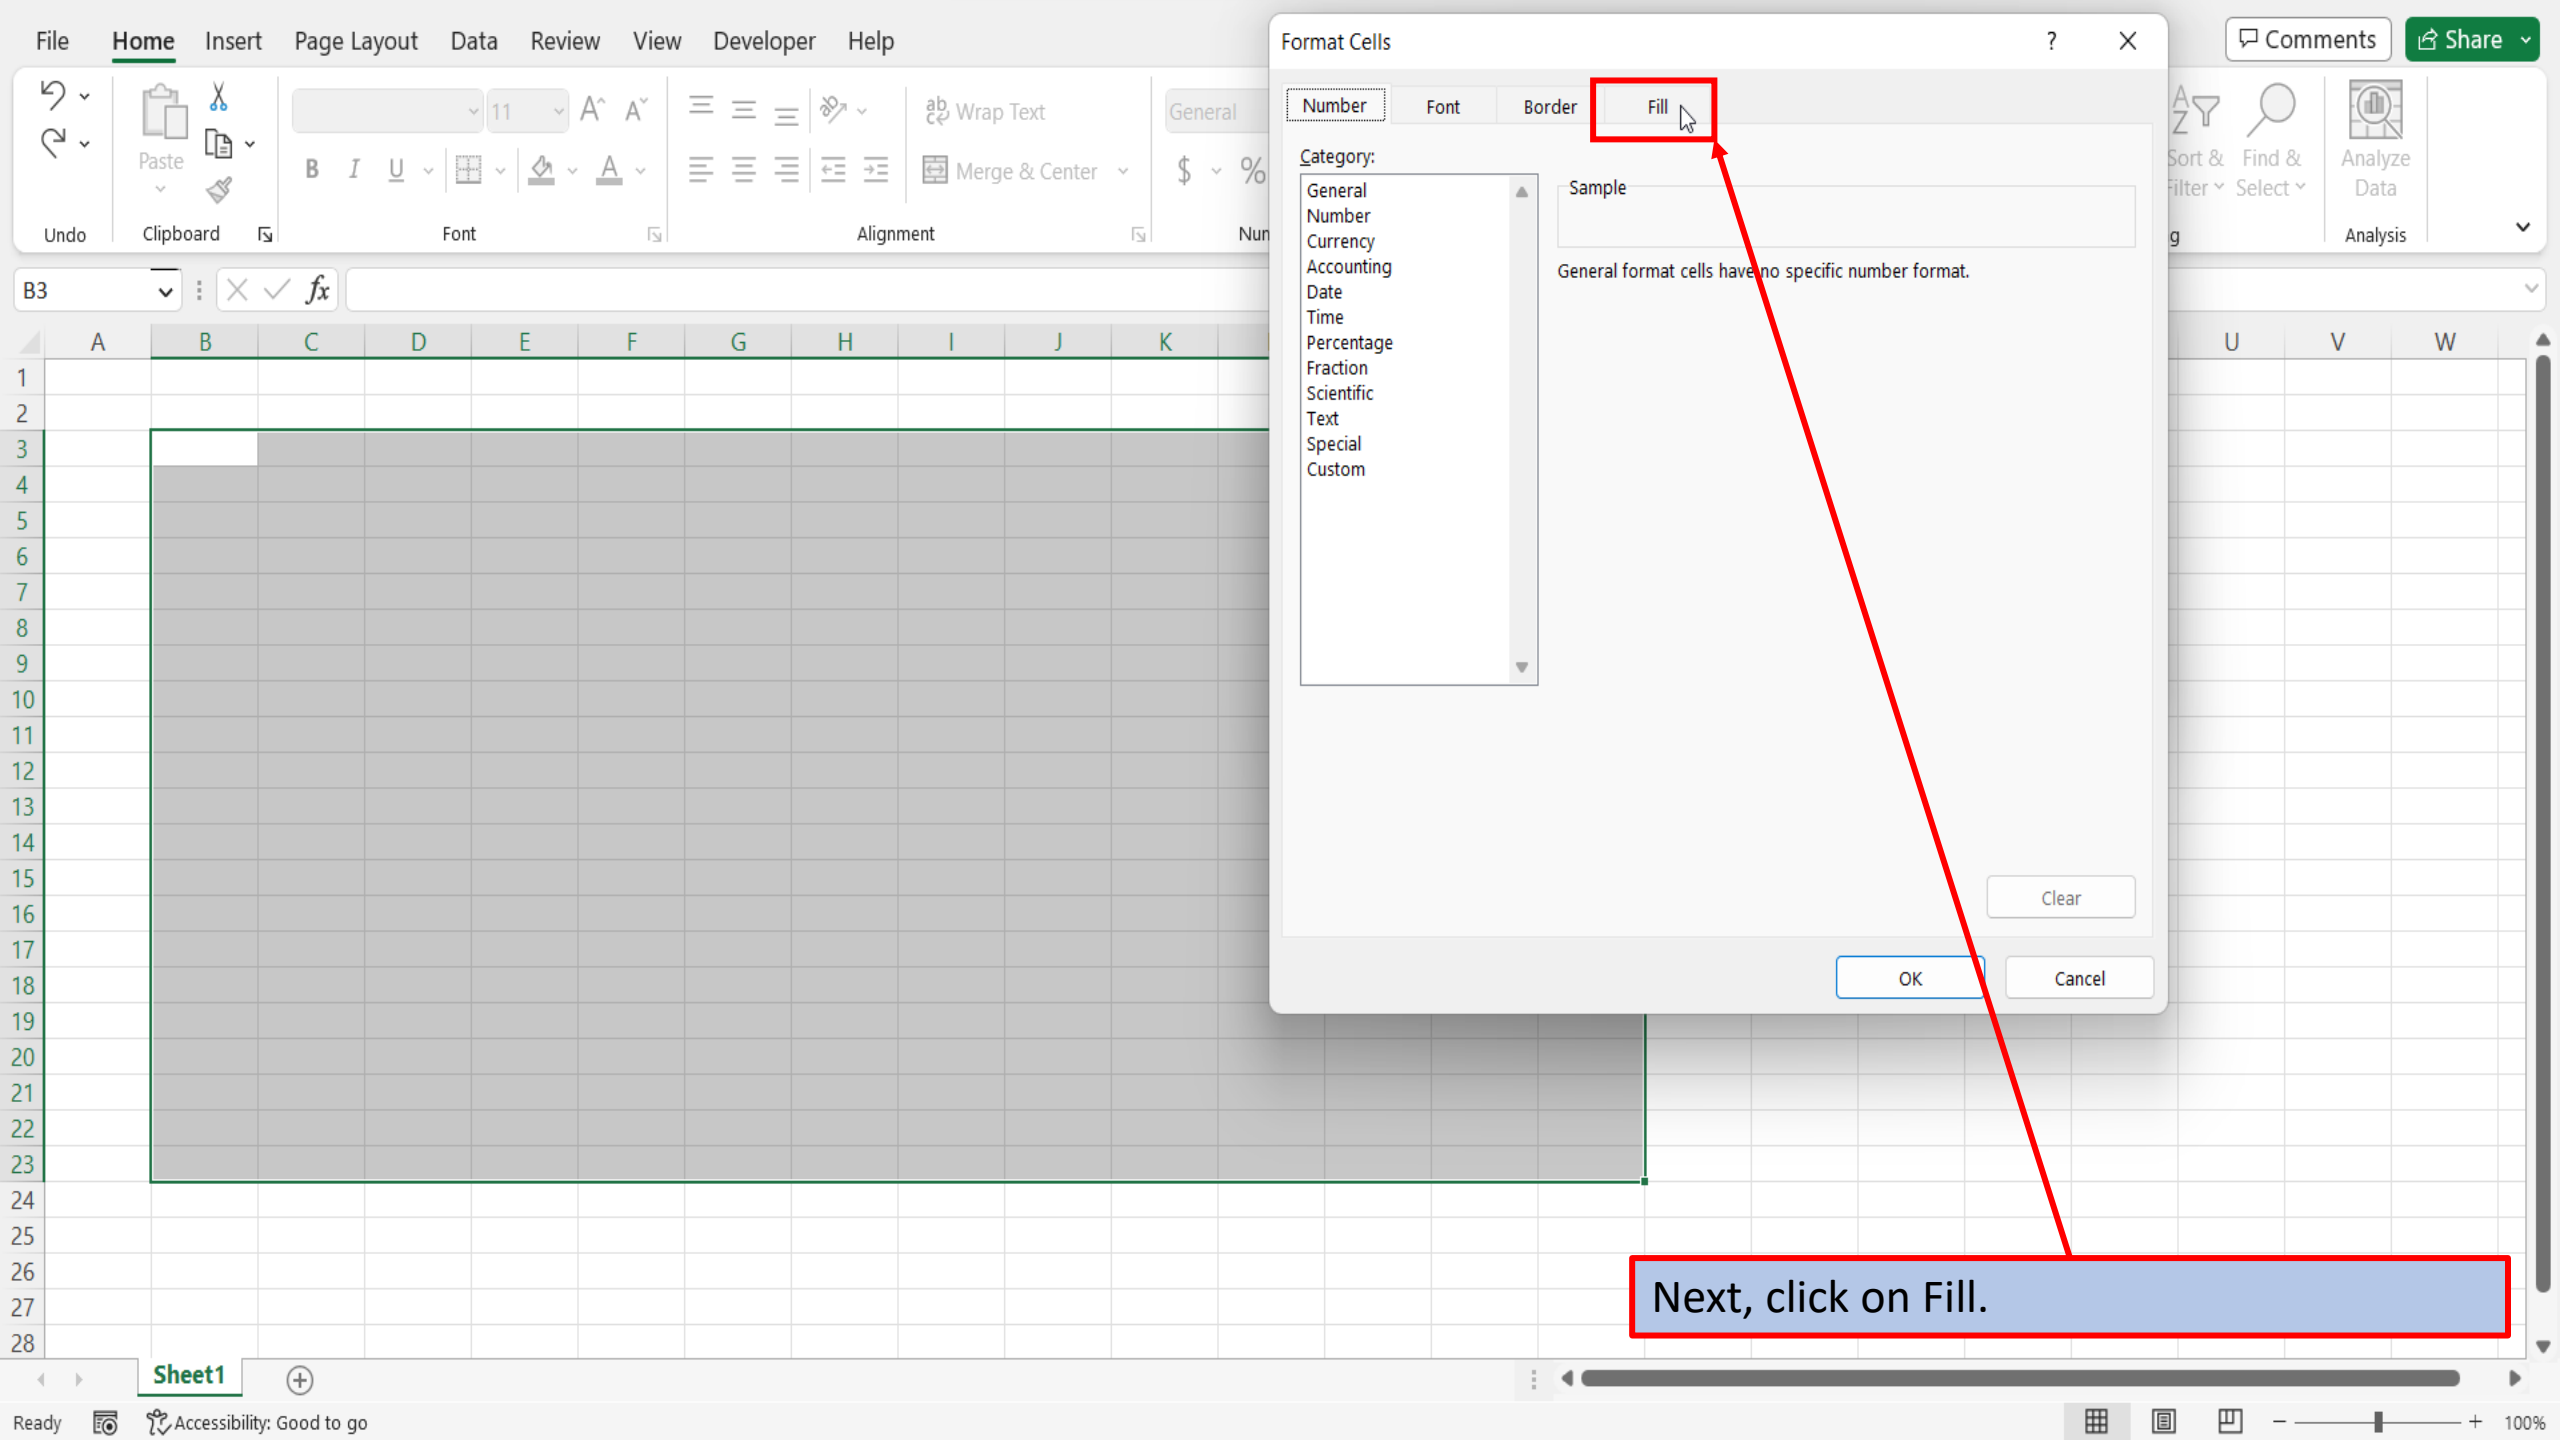 File Home Insert Page Layout Data Review View Developer Help
Comments Share
Paste
11
Wrap Text
Merge & Center
General
$ %
Sort & Find & Analyze
Filter Select Data
Undo Clipboard Font Alignment Analysis
B3
fx
A B C D E F G H I J K U V W
1
2
3
4
5
6
7
8
9
10
11
12
13
14
15
16
17
18
19
20
21
22
23
24
25
26
27
28
Format Cells
?
Number Font Border Fill
Category:
General
Number
Currency
Accounting
Date
Time
Percentage
Fraction
Scientific
Text
Special
Custom
Sample
General format cells have no specific number format.
Clear
OK Cancel
Next, click on Fill.
Sheet1
Ready Accessibility: Good to go
100%